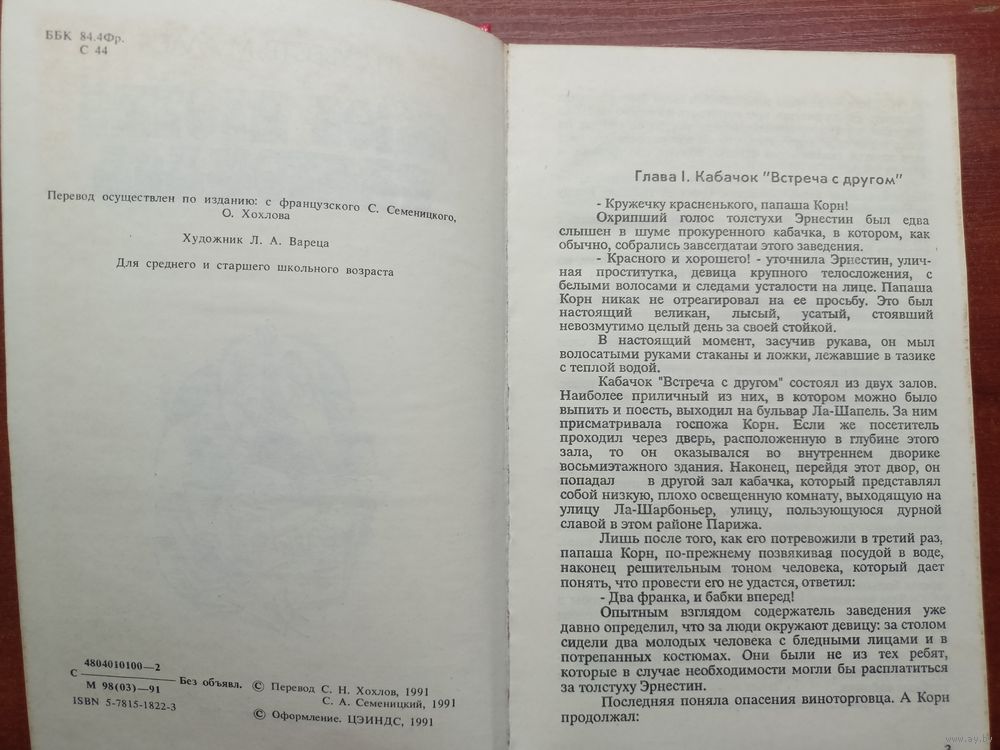 ББК 84.4Фр.
С 44
Перевод осуществлен по изданию: с французского С. Семеницкого,
О. Хохлова
Художник Л. А. Вареца
Для среднего и старшего школьного возраста
4804010100—2
С
Без объявл.
М 98(03)—91
ISBN 5-7815-1822-3
© Перевод С. Н. Хохлов, 1991
С. А. Семеницкий, 1991
© Оформление. ЦЭИНДС, 1991
Глава I. Кабачок "Встреча с другом"
- Кружечку красненького, папаша Корн!
Охрипший голос толстухи Эрнестин был едва
слышен в шуме прокуренного кабачка, в котором, как
обычно, собрались завсегдатаи этого заведения.
- Красного и хорошего! - уточнила Эрнестин, улич-
ная проститутка, девица крупного телосложения, с
белыми волосами и следами усталости на лице. Папаша
Корн никак не отреагировал на ее просьбу. Это был
настоящий великан, лысый, усатый, стоявший
невозмутимо целый день за своей стойкой.
В настоящий момент, засучив рукава, он мыл
волосатыми руками стаканы и ложки, лежавшие в тазике
с теплой водой.
Кабачок "Встреча с другом" состоял из двух залов.
Наиболее приличный из них, в котором можно было
выпить и поесть, выходил на бульвар Ла-Шапель. За ним
присматривала госпожа Корн. Если же посетитель
проходил через дверь, расположенную в глубине этого
зала, то он оказывался во внутреннем дворике
восьмиэтажного здания. Наконец, перейдя этот двор, он
попадал в другой зал кабачка, который представлял
собой низкую, плохо освещенную комнату, выходящую на
улицу Ла-Шарбоньер, улицу, пользующуюся дурной
славой в этом районе Парижа.
Лишь после того, как его потревожили в третий раз,
папаша Корн, по-прежнему позвякивая посудой в воде,
наконец решительным тоном человека, который дает
понять, что провести его не удастся, ответил:
- Два франка, и бабки вперед!
Опытным взглядом содержатель заведения уже
давно определил, что за люди окружают девицу: за столом
сидели два молодых человека с бледными лицами и в
потрепанных костюмах. Они были не из тех ребят,
которые в случае необходимости могли бы расплатиться
за толстуху Эрнестин.
Последняя поняла опасения виноторговца. А Корн
продолжал:
www.ay.by